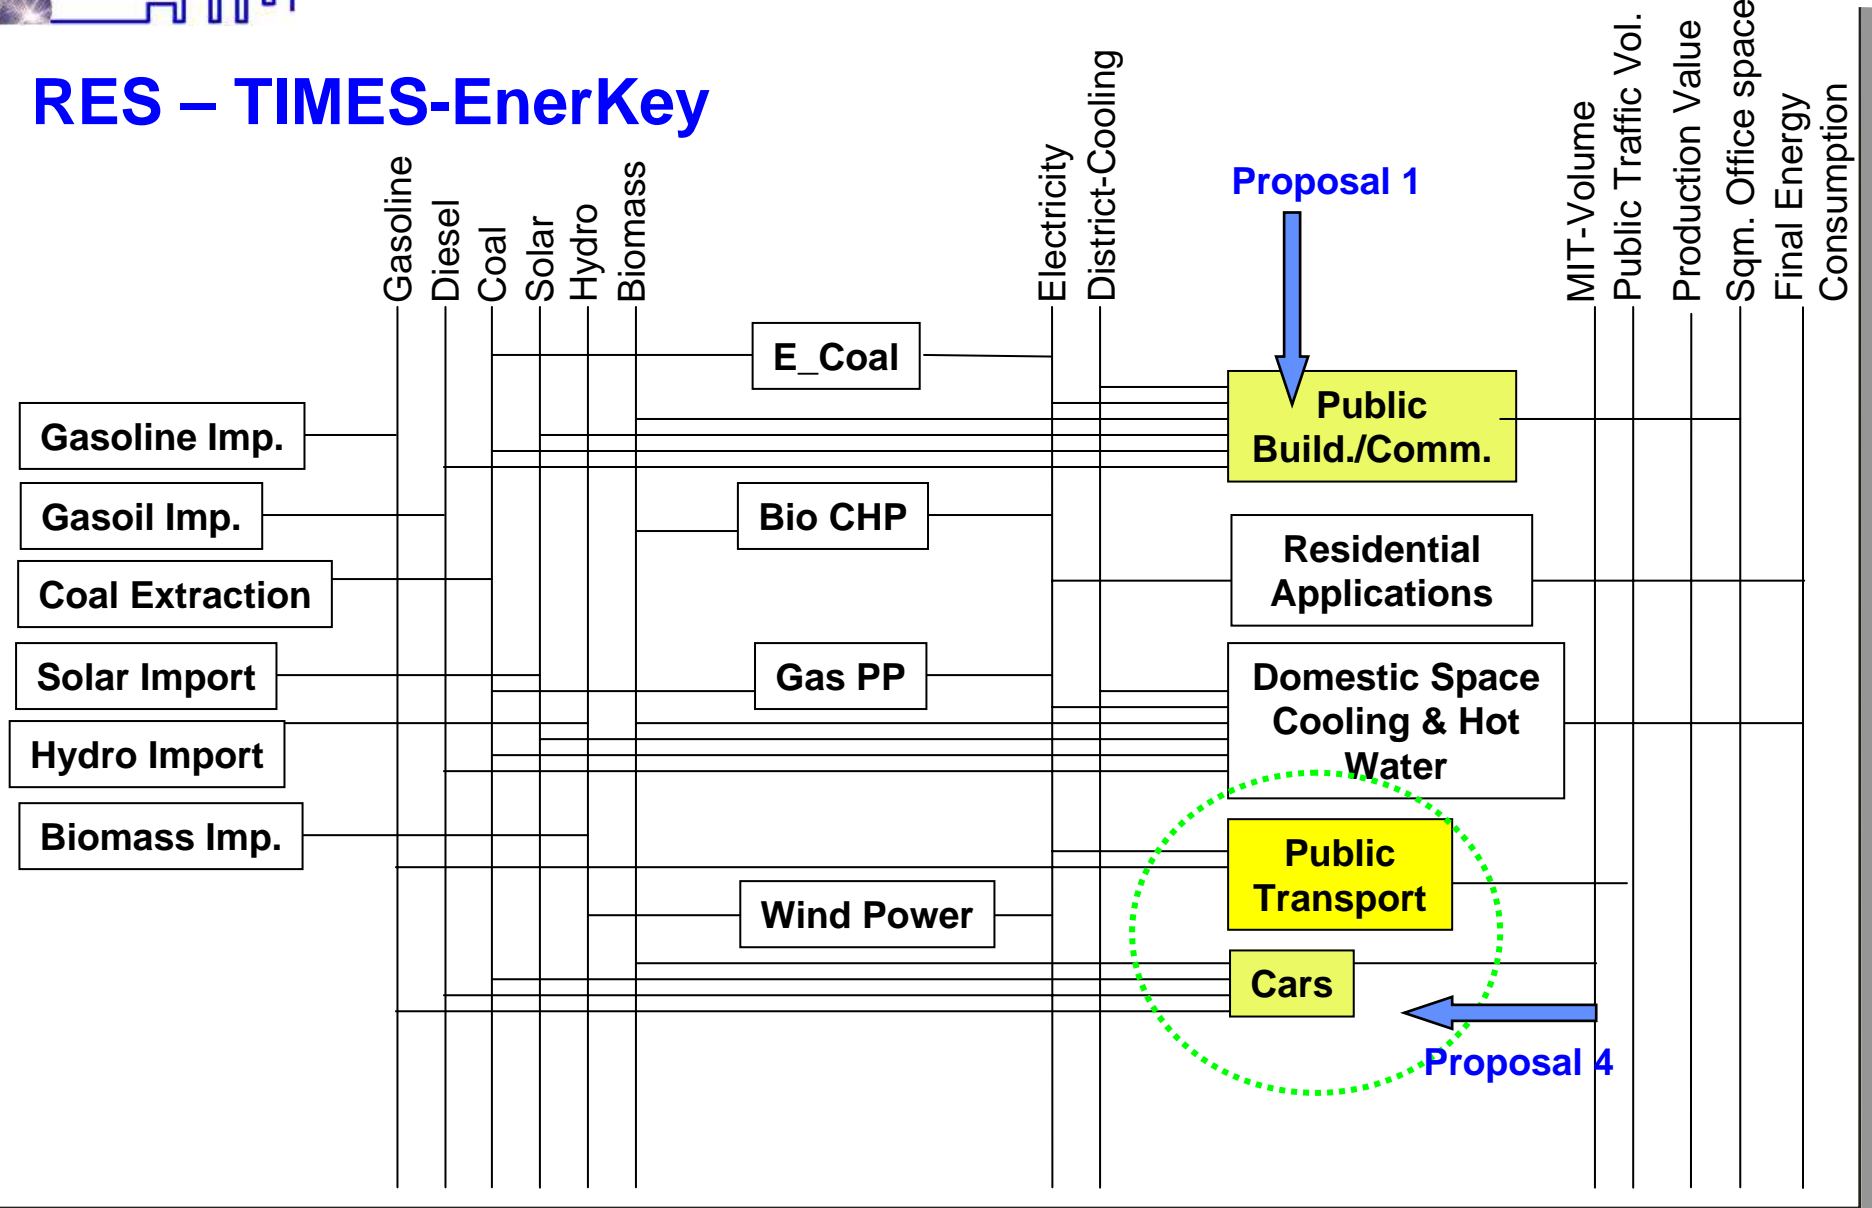 RES – TIMES-EnerKey
Gasoline
Diesel
Coal
Solar
Hydro
Biomass
Electricity
District-Cooling
MIT-Volume
Public Traffic Vol.
Production Value
Sqm. Office space
Final Energy
Consumption
Proposal 1
E_Coal
Public
Build./Comm.
Gasoline Imp.
Gasoil Imp.
Bio CHP
Residential
Applications
Coal Extraction
Solar Import
Gas PP
Domestic Space
Cooling & Hot
Water
Hydro Import
Biomass Imp.
Public
Transport
Wind Power
Cars
Proposal 4